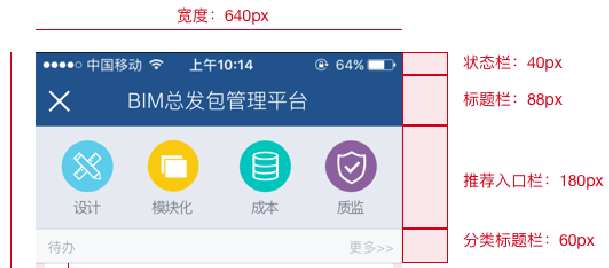 宽度：640px
中国移动 上午10:14 64%
状态栏：40px
BIM总发包管理平台
标题栏：88px
设计 模块化 成本 质监
推荐入口栏：180px
待办 更多>>
分类标题栏：60px